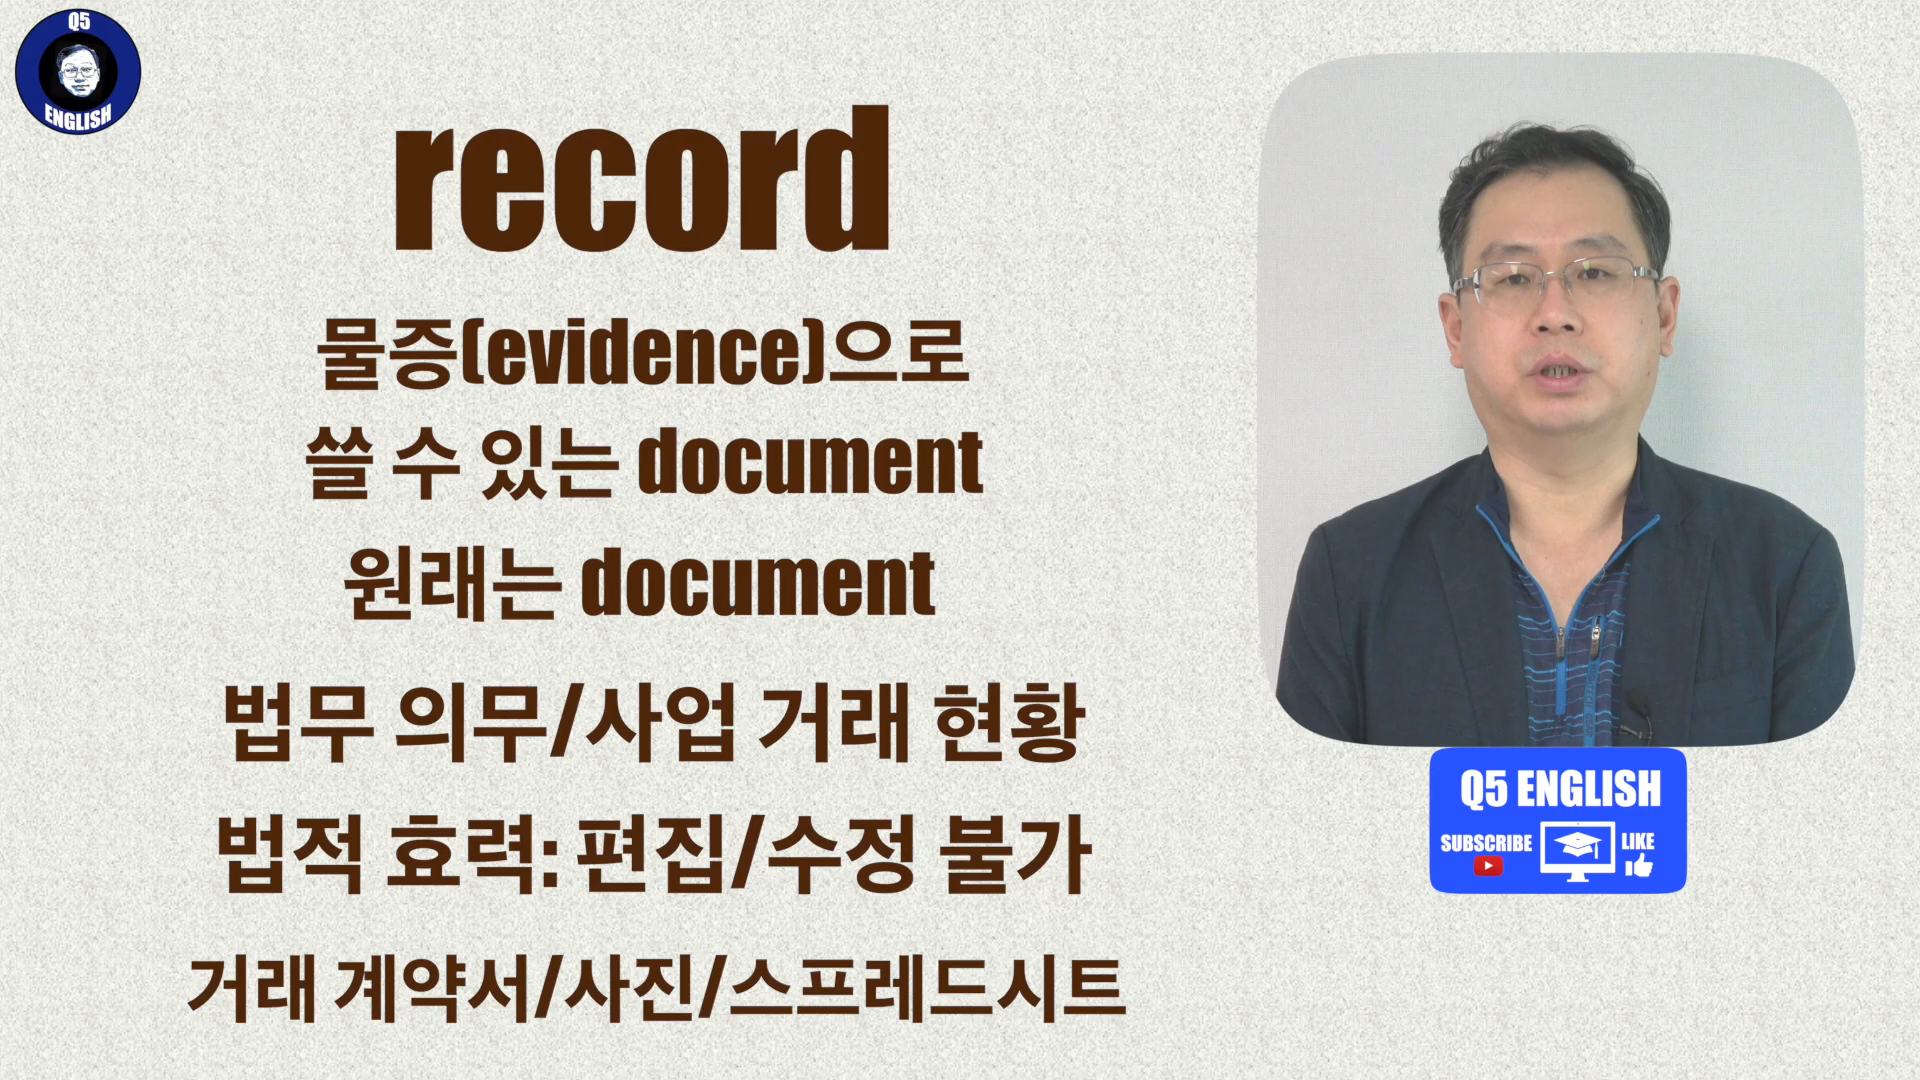 Q5
ENGLISH
record
물증(evidence)으로
쓸 수 있는 document
원래는 document
법무 의무/사업 거래 현황
법적 효력: 편집/수정 불가
거래 계약서/사진/스프레드시트
Q5 ENGLISH
SUBSCRIBE
LIKE